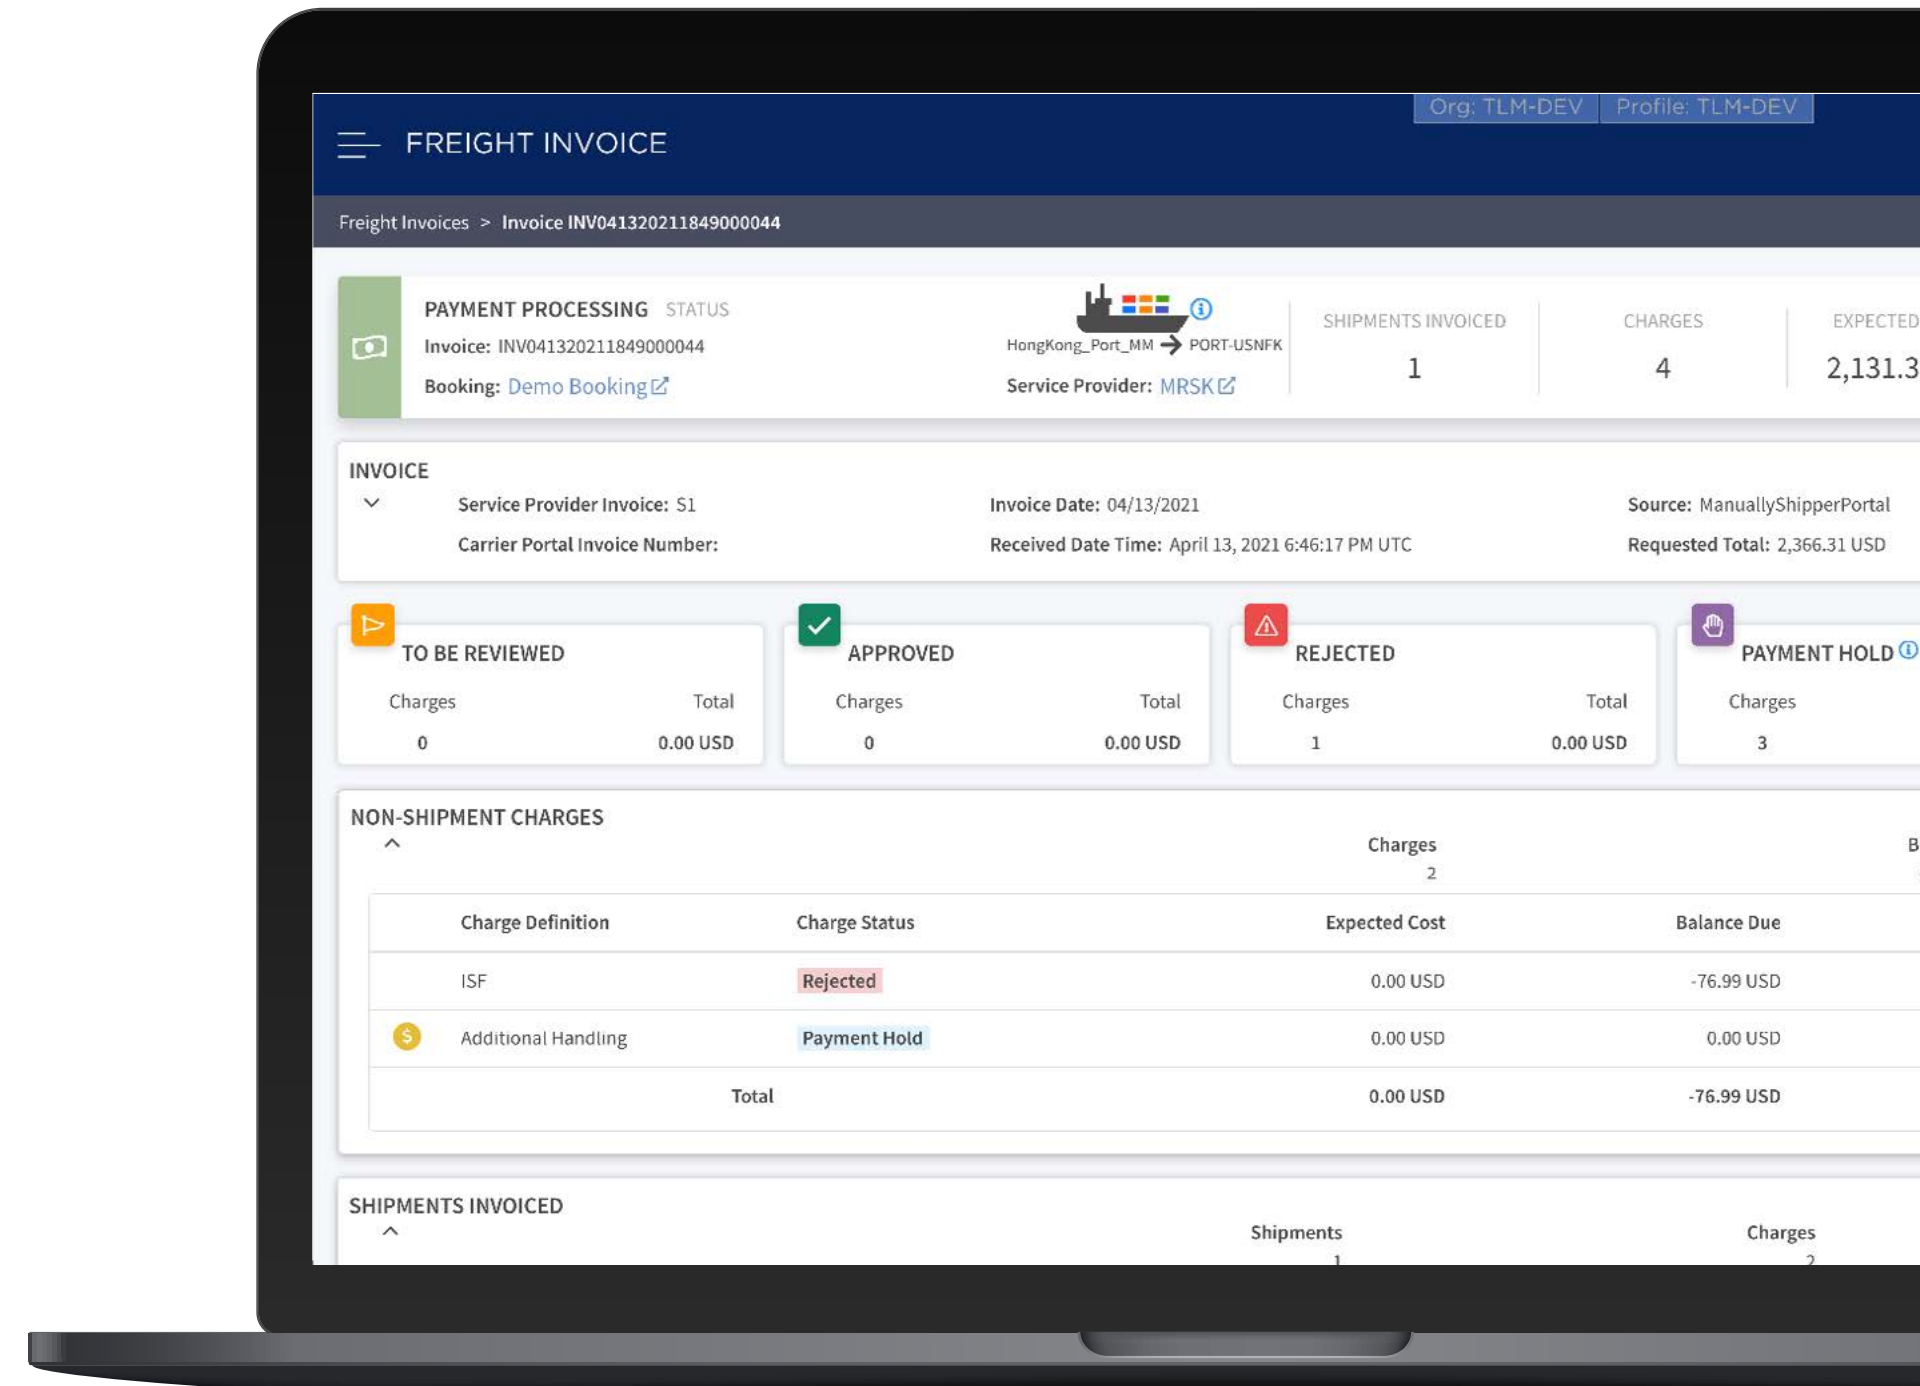 Org: TLM-DEV Profile: TLM-DEV
FREIGHT INVOICE
Freight Invoices > Invoice INV041320211849000044
PAYMENT PROCESSING STATUS
Invoice: INV041320211849000044
Booking: Demo Booking
HongKong_Port_MM → PORT-USNFK
Service Provider: MRSK
SHIPMENTS INVOICED
1
CHARGES
4
EXPECTED
2,131.3
INVOICE
Service Provider Invoice: S1 Invoice Date: 04/13/2021 Source: ManuallyShipperPortal
Carrier Portal Invoice Number: Received Date Time: April 13, 2021 6:46:17 PM UTC Requested Total: 2,366.31 USD
TO BE REVIEWED
Charges Total
0 0.00 USD
APPROVED
Charges Total
0 0.00 USD
REJECTED
Charges Total
1 0.00 USD
PAYMENT HOLD
Charges
3
NON-SHIPMENT CHARGES
Charges B
2
Charge Definition Charge Status Expected Cost Balance Due
ISF Rejected 0.00 USD -76.99 USD
$ Additional Handling Payment Hold 0.00 USD 0.00 USD
Total 0.00 USD -76.99 USD
SHIPMENTS INVOICED
Shipments Charges
1 2